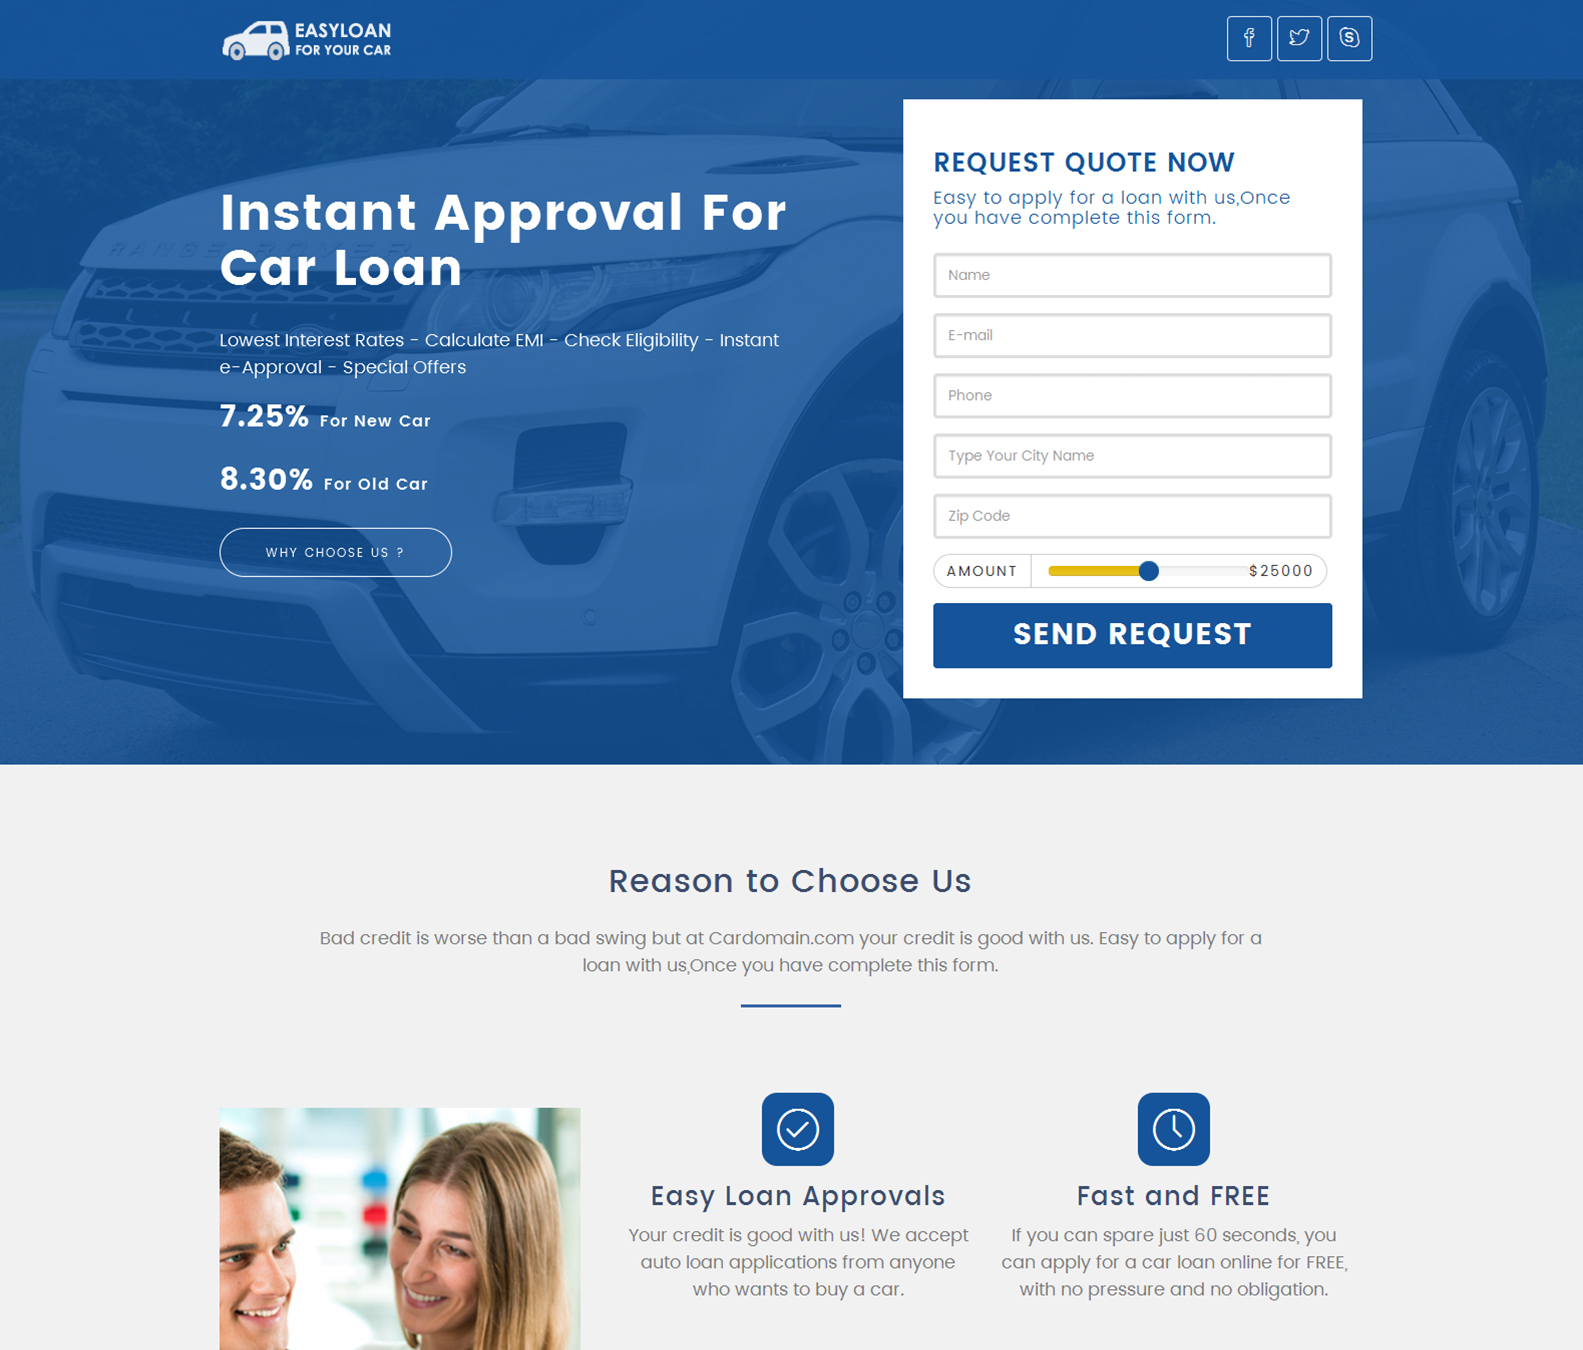 EASYLOAN
FOR YOUR CAR
Instant Approval For
Car Loan
RANGE ROVER
Lowest Interest Rates - Calculate EMI - Check Eligibility - Instant
e-Approval - Special Offers
7.25% For New Car
8.30% For Old Car
WHY CHOOSE US ?
REQUEST QUOTE NOW
Easy to apply for a loan with us,Once
you have complete this form.
Name
E-mail
Phone
Type Your City Name
Zip Code
AMOUNT $25000
SEND REQUEST
Reason to Choose Us
Bad credit is worse than a bad swing but at Cardomain.com your credit is good with us. Easy to apply for a
loan with us,Once you have complete this form.
Easy Loan Approvals
Your credit is good with us! We accept
auto loan applications from anyone
who wants to buy a car.
Fast and FREE
If you can spare just 60 seconds, you
can apply for a car loan online for FREE,
with no pressure and no obligation.